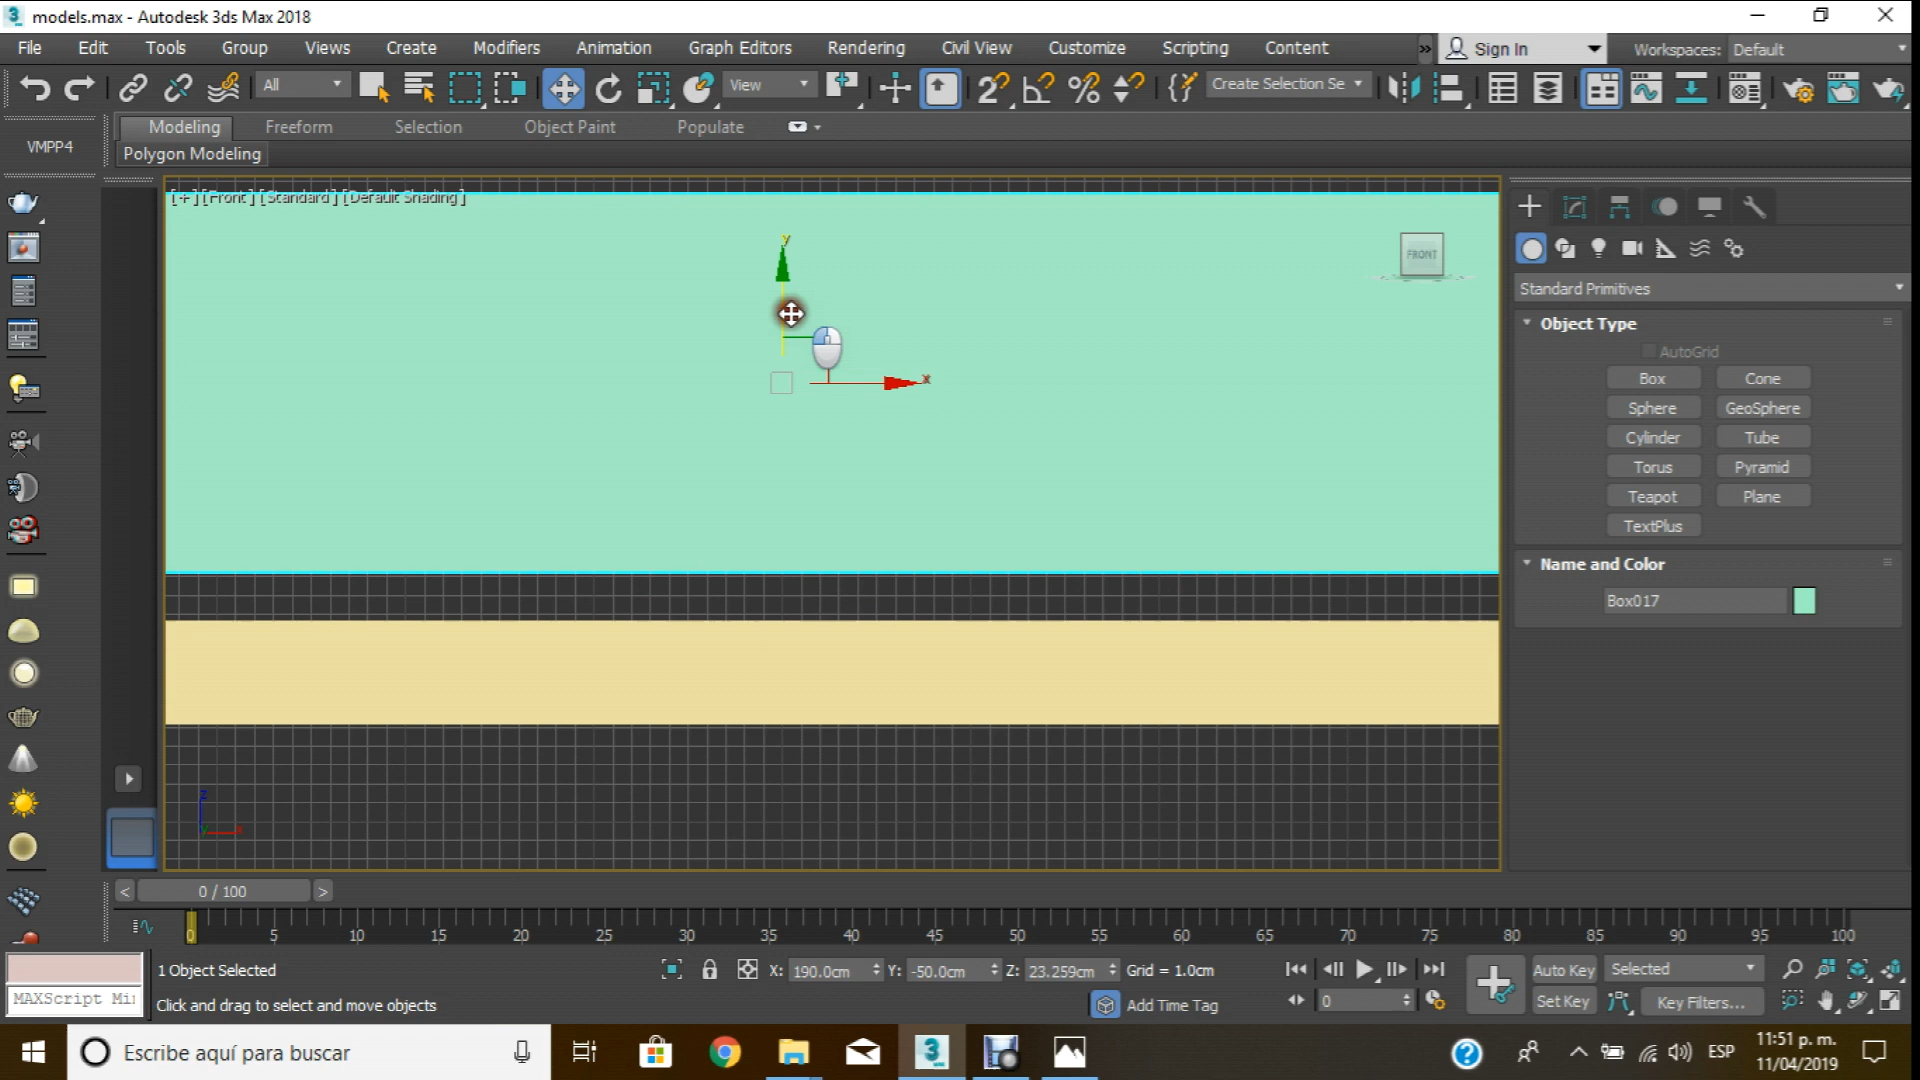 models.max - Autodesk 3ds Max 2018
File Edit Tools Group Views Create Modifiers Animation Graph Editors Rendering Civil View Customize Scripting Content » Sign In Workspaces: Default
All View Create Selection Se
Modeling Freeform Selection Object Paint Populate
VMPP4
Polygon Modeling
[+][Front][Standard][Default Shading]
y
x
FRONT
z
y x
Standard Primitives
Object Type
AutoGrid
Box Cone
Sphere GeoSphere
Cylinder Tube
Torus Pyramid
Teapot Plane
TextPlus
Name and Color
Box017
< 0 / 100 >
0 5 10 15 20 25 30 35 40 45 50 55 60 65 70 75 80 85 90 95 100
1 Object Selected X: 190.0cm Y: -50.0cm Z: 23.259cm Grid = 1.0cm Auto Key Selected
MAXScript Mi Click and drag to select and move objects Add Time Tag 0 Set Key Key Filters...
Escribe aquí para buscar
ESP
11:51 p. m.
11/04/2019